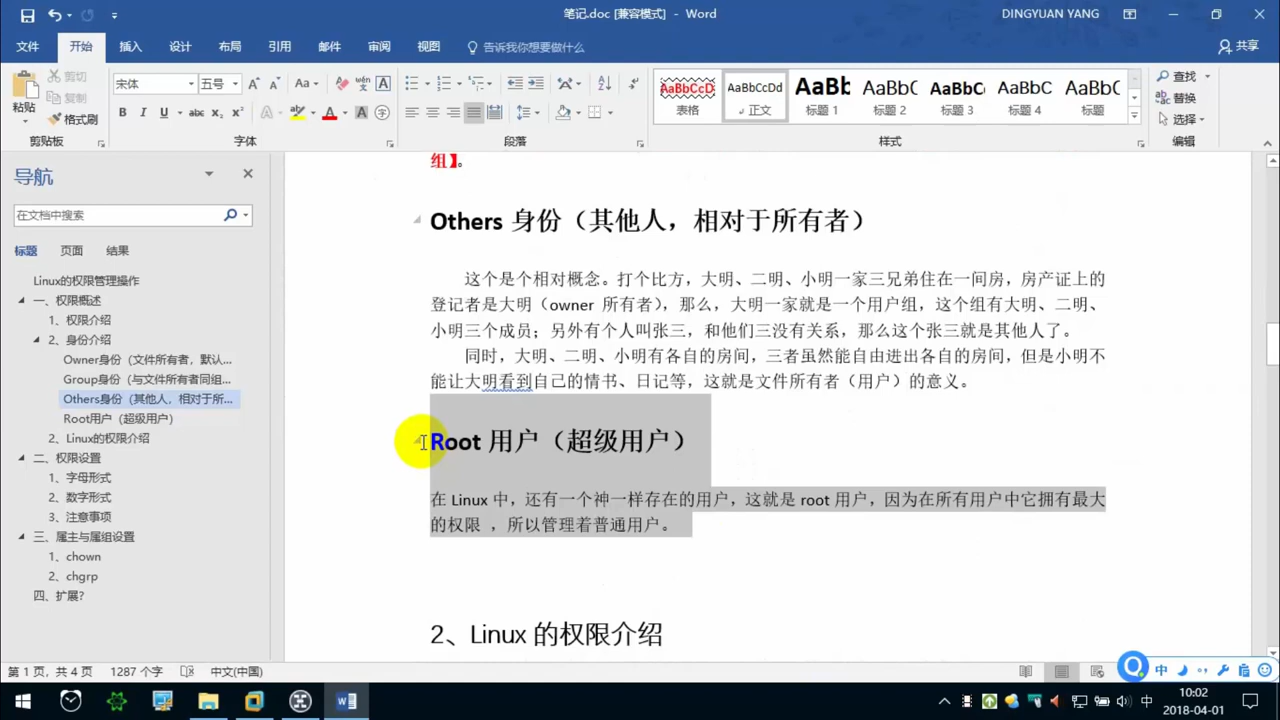 笔记.doc [兼容模式] - Word
DINGYUAN YANG
文件 开始 插入 设计 布局 引用 邮件 审阅 视图 告诉我你想要做什么 共享
粘贴
剪切
复制
格式刷
剪贴板
宋体 五号
B I U abc x₂ x²
字体
段落
AaBbCcD 表格
AaBbCcDd 正文
AaBb 标题 1
AaBbC 标题 2
AaBbC 标题 3
AaBbC 标题 4
AaBbC 标题
样式
查找
替换
选择
编辑
导航
在文档中搜索
标题 页面 结果
Linux的权限管理操作
一、权限概述
1、权限介绍
2、身份介绍
Owner身份（文件所有者，默认...
Group身份（与文件所有者同组...
Others身份（其他人，相对于所...
Root用户（超级用户）
2、Linux的权限介绍
二、权限设置
1、字母形式
2、数字形式
3、注意事项
三、属主与属组设置
1、chown
2、chgrp
四、扩展?
组】。
Others 身份（其他人，相对于所有者）
这个是个相对概念。打个比方，大明、二明、小明一家三兄弟住在一间房，房产证上的
登记者是大明（owner 所有者），那么，大明一家就是一个用户组，这个组有大明、二明、
小明三个成员；另外有个人叫张三，和他们三没有关系，那么这个张三就是其他人了。
同时，大明、二明、小明有各自的房间，三者虽然能自由进出各自的房间，但是小明不
能让大明看到自己的情书、日记等，这就是文件所有者（用户）的意义。
Root 用户（超级用户）
在 Linux 中，还有一个神一样存在的用户，这就是 root 用户，因为在所有用户中它拥有最大
的权限 ，所以管理着普通用户。
2、Linux 的权限介绍
第 1 页，共 4 页 1287 个字 中文(中国)
中
中 10:02
2018-04-01